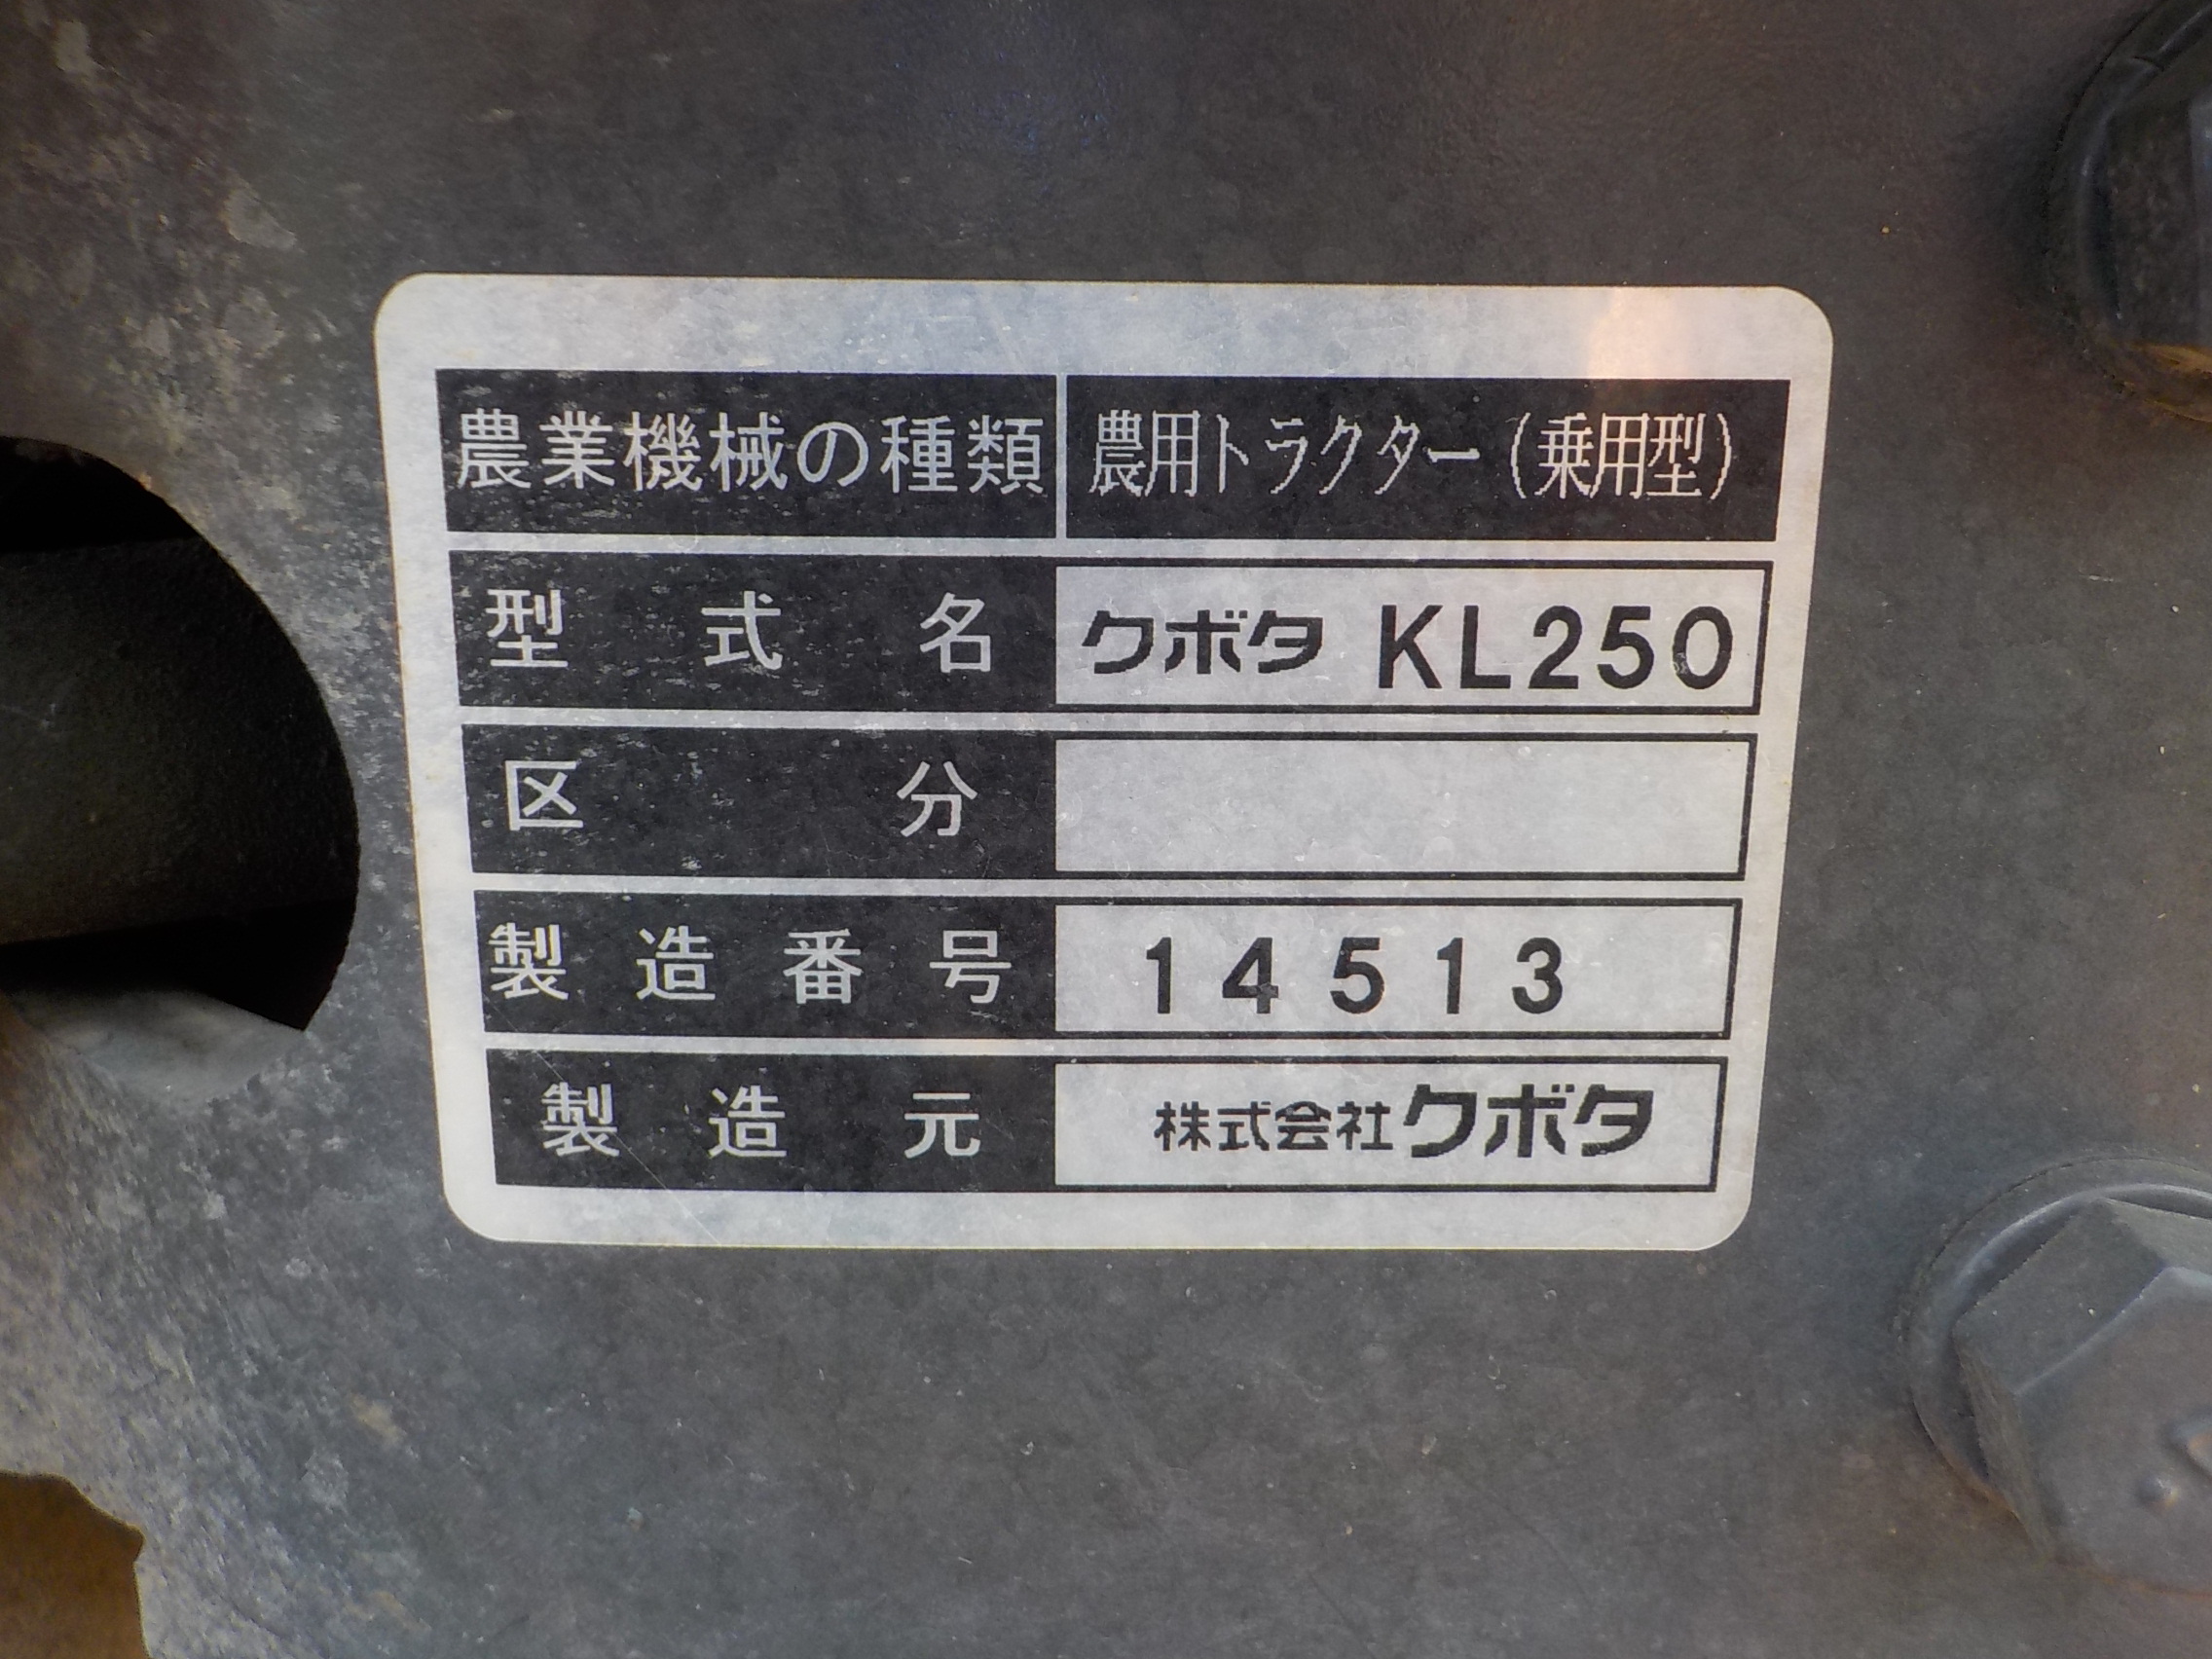 農業機械の種類 農用トラクター(乗用型)
型式名 クボタ KL250
区分
製造番号 14513
製造元 株式会社クボタ